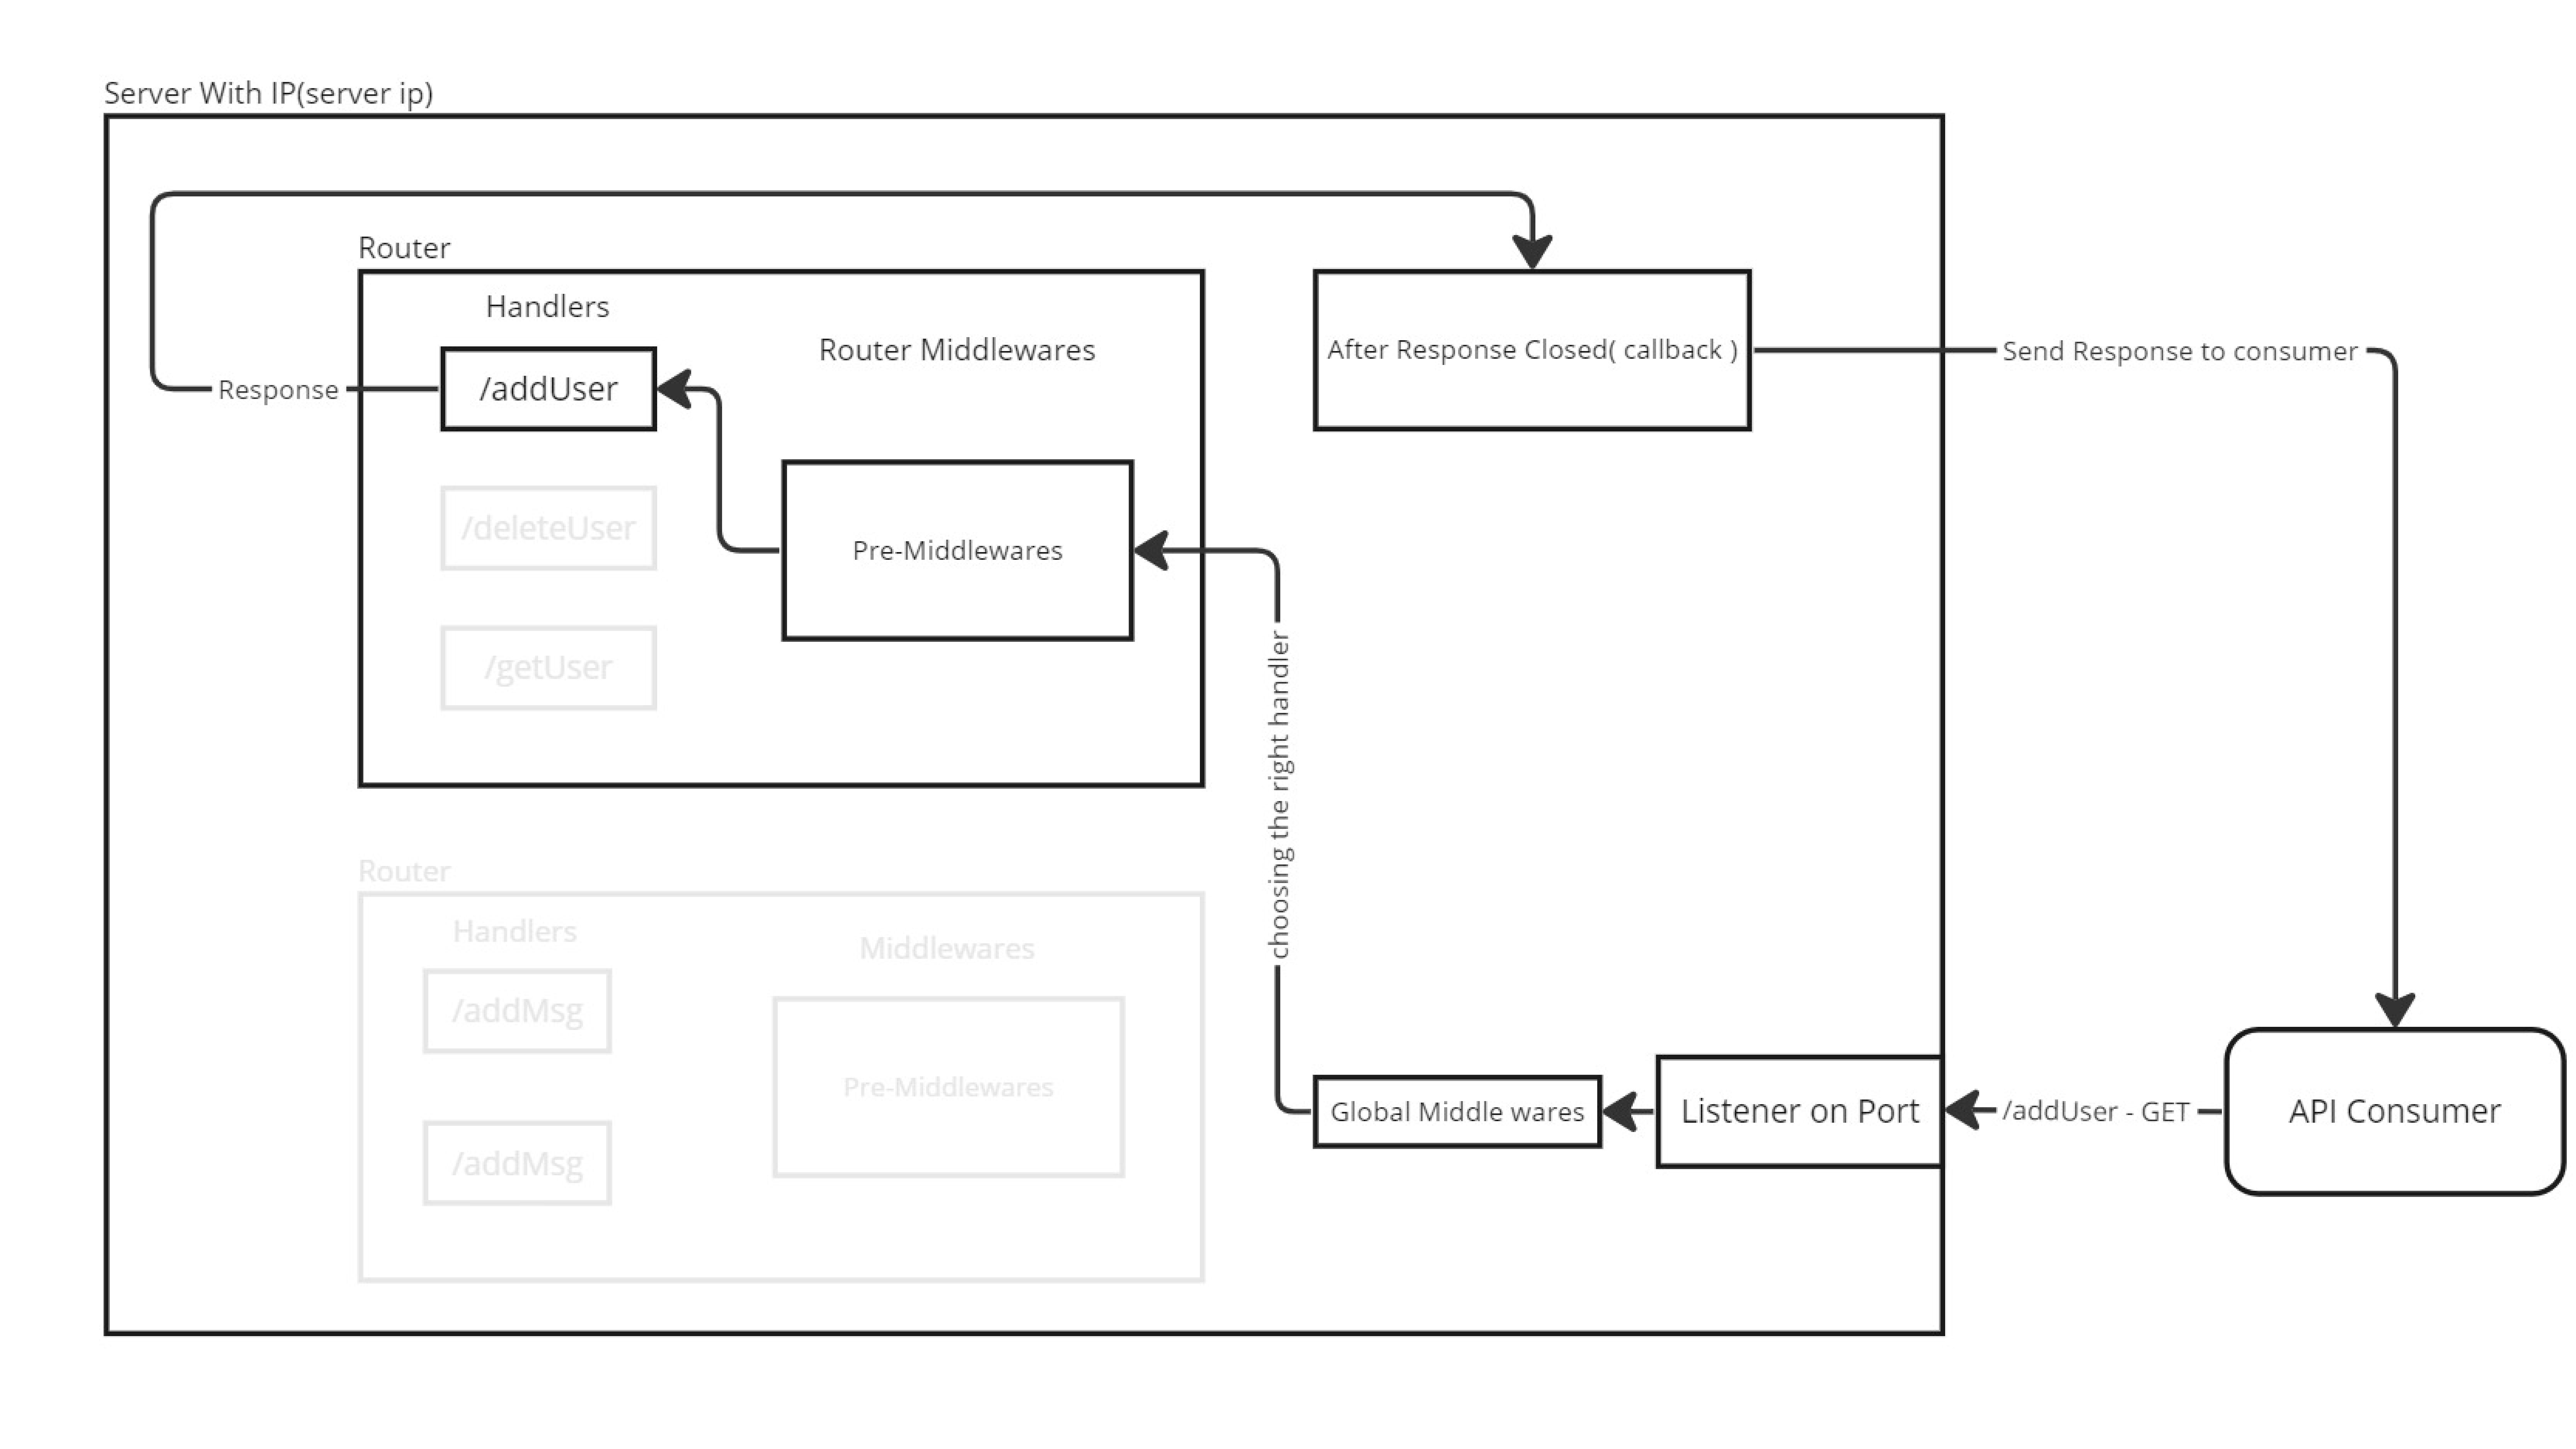 Server With IP(server ip)
Router
Handlers
Router Middlewares
After Response Closed( callback )
Send Response to consumer
Response
/addUser
/deleteUser
Pre-Middlewares
/getUser
choosing the right handler
Router
Handlers
Middlewares
/addMsg
Pre-Middlewares
/addMsg
Global Middle wares
Listener on Port
/addUser - GET
API Consumer